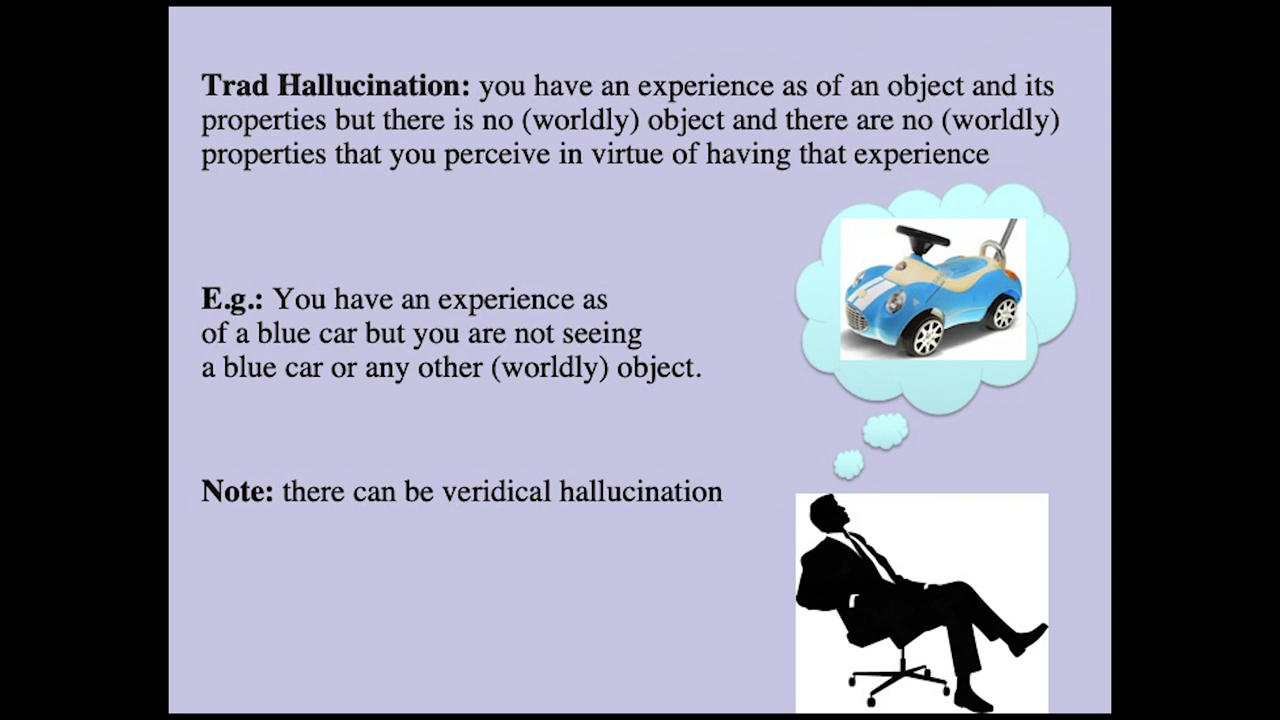 Trad Hallucination: you have an experience as of an object and its
properties but there is no (worldly) object and there are no (worldly)
properties that you perceive in virtue of having that experience
E.g.: You have an experience as
of a blue car but you are not seeing
a blue car or any other (worldly) object.
Note: there can be veridical hallucination